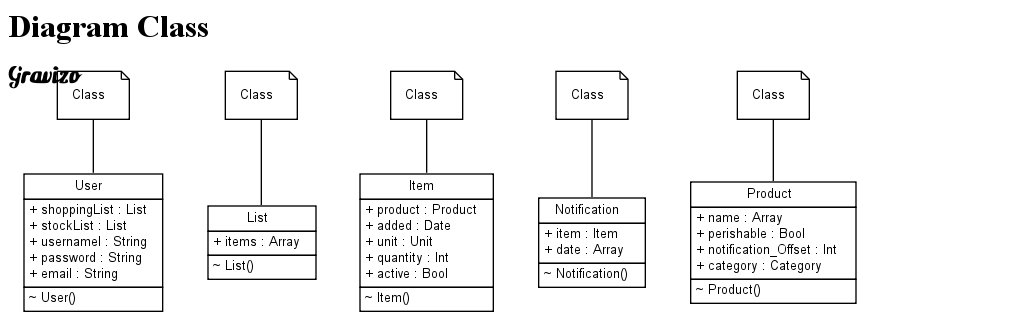 Diagram Class
Gravizo
Class
Class
Class
Class
Class
User
+ shoppingList : List
+ stockList : List
+ usernamel : String
+ password : String
+ email : String
~ User()
List
+ items : Array
~ List()
Item
+ product : Product
+ added : Date
+ unit : Unit
+ quantity : Int
+ active : Bool
~ Item()
Notification
+ item : Item
+ date : Array
~ Notification()
Product
+ name : Array
+ perishable : Bool
+ notification_Offset : Int
+ category : Category
~ Product()